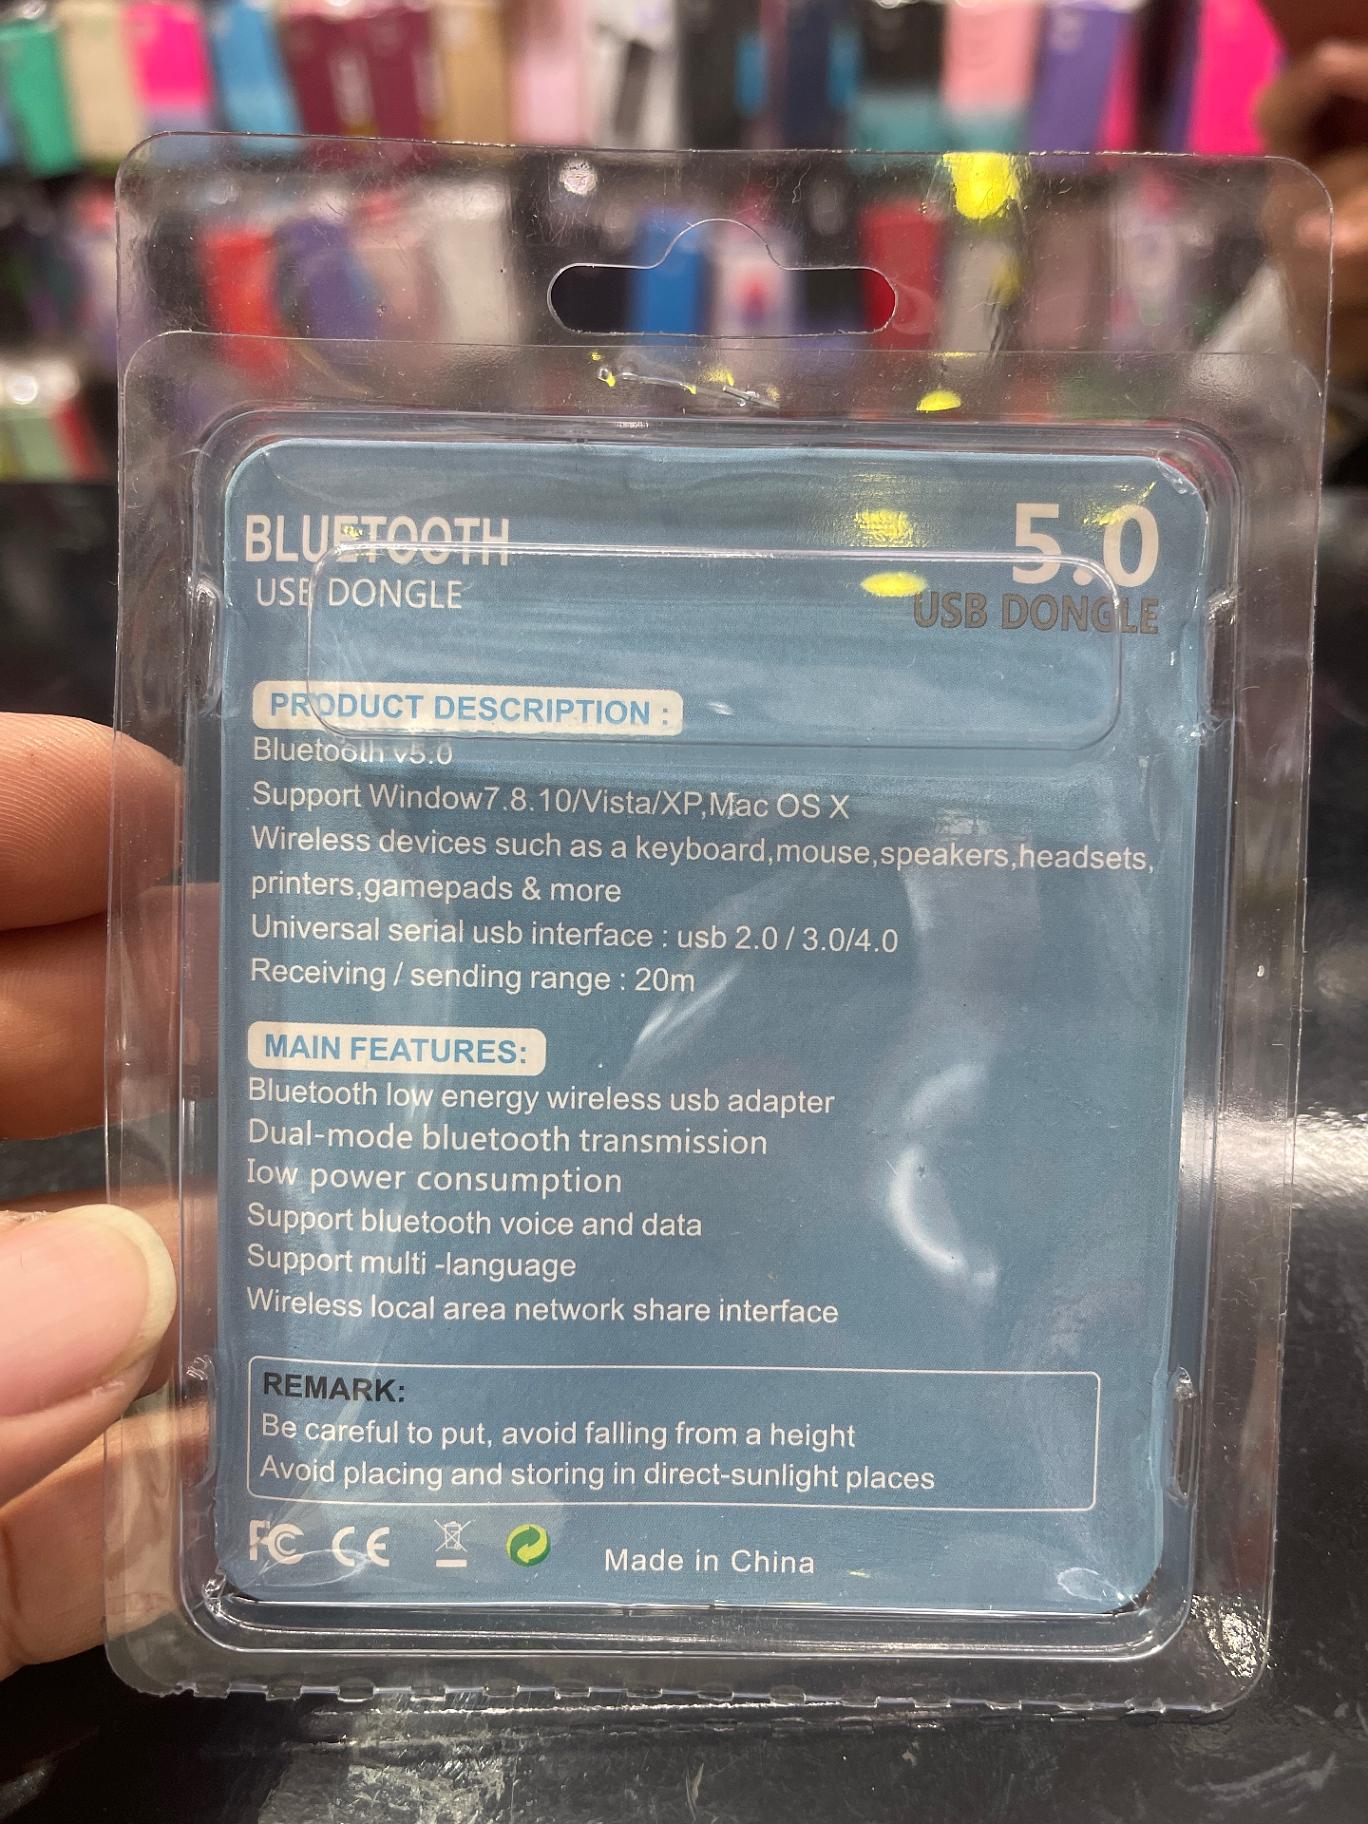 BLUETOOTH
USB DONGLE
5.0
USB DONGLE
PRODUCT DESCRIPTION :
Bluetooth v5.0
Support Window7.8.10/Vista/XP,Mac OS X
Wireless devices such as a keyboard,mouse,speakers,headsets,
printers,gamepads & more
Universal serial usb interface : usb 2.0 / 3.0/4.0
Receiving / sending range : 20m
MAIN FEATURES:
Bluetooth low energy wireless usb adapter
Dual-mode bluetooth transmission
low power consumption
Support bluetooth voice and data
Support multi -language
Wireless local area network share interface
REMARK:
Be careful to put, avoid falling from a height
Avoid placing and storing in direct-sunlight places
FC CE Made in China